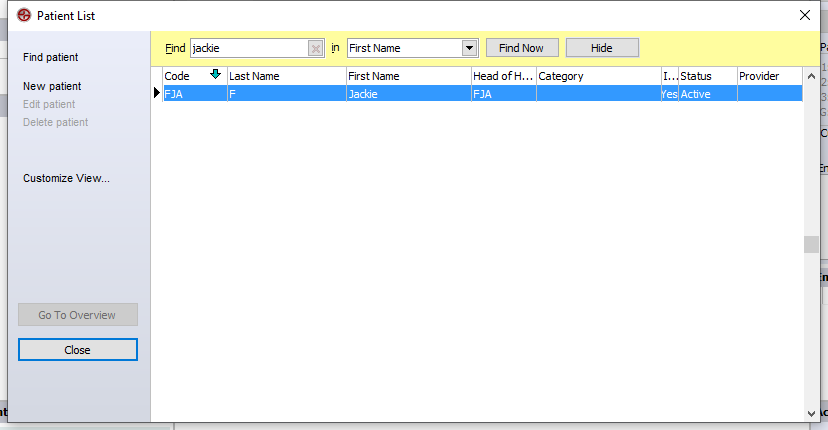 Patient List
Find patient
New patient
Edit patient
Delete patient
Customize View...
Go To Overview
Close
Find jackie in First Name Find Now Hide
Code Last Name First Name Head of H... Category I... Status Provider
FJA F Jackie FJA Yes Active